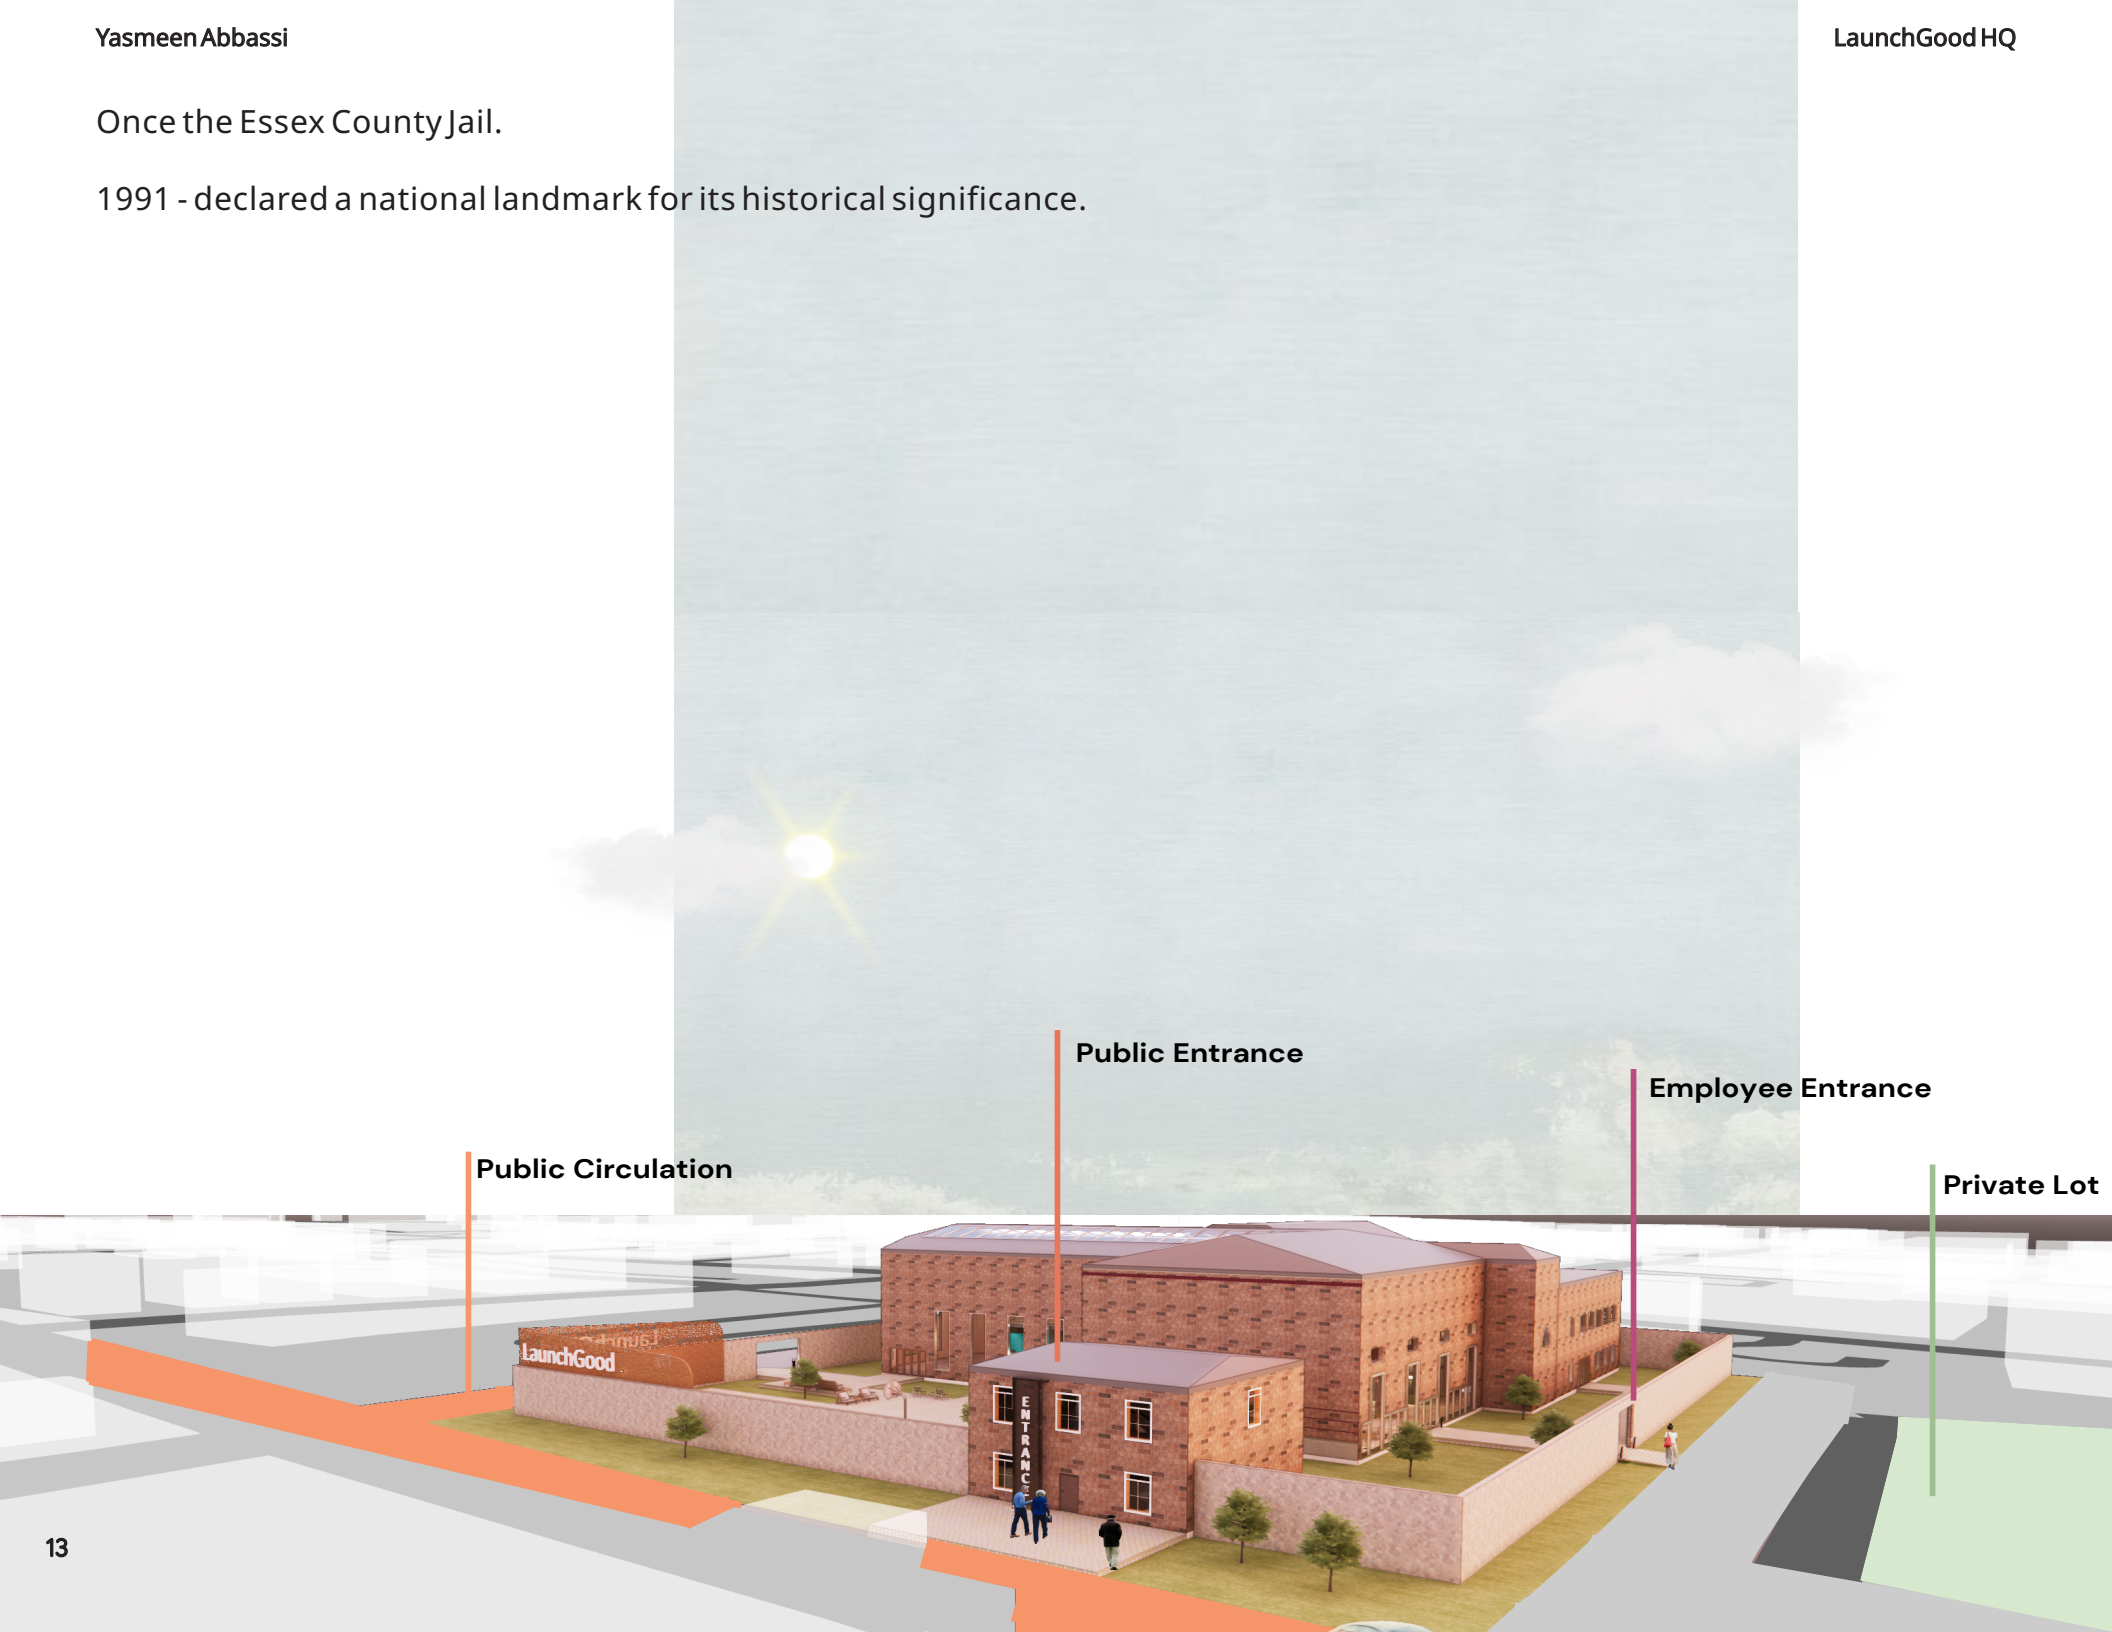 Yasmeen Abbassi
LaunchGood HQ
Once the Essex County Jail.
1991 - declared a national landmark for its historical significance.
Public Entrance
Employee Entrance
Public Circulation
Private Lot
LaunchGood
ENTRANCE
13